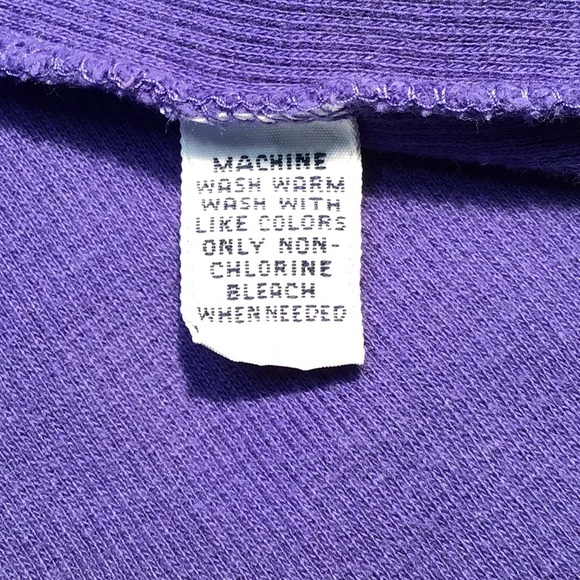 MACHINE
WASH WARM
WASH WITH
LIKE COLORS
ONLY NON-
CHLORINE
BLEACH
WHEN NEEDED